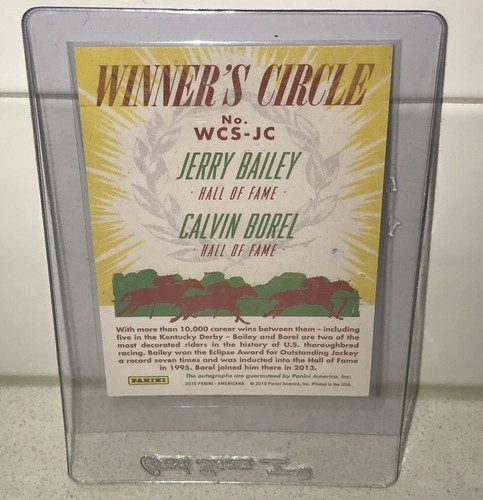 WINNER'S CIRCLE
No.
WCS-JC
JERRY BAILEY
· HALL OF FAME ·
CALVIN BOREL
· HALL OF FAME ·
With more than 10,000 career wins between them – including
five in the Kentucky Derby – Bailey and Borel are two of the
most decorated riders in the history of U.S. thoroughbred
racing. Bailey won the Eclipse Award for Outstanding Jockey
a record seven times and was inducted into the Hall of Fame
in 1995. Borel joined him there in 2013.
PANINI
The autographs are guaranteed by Panini America, Inc.
2015 PANINI - AMERICANA © 2015 Panini America, Inc. Printed in the USA.